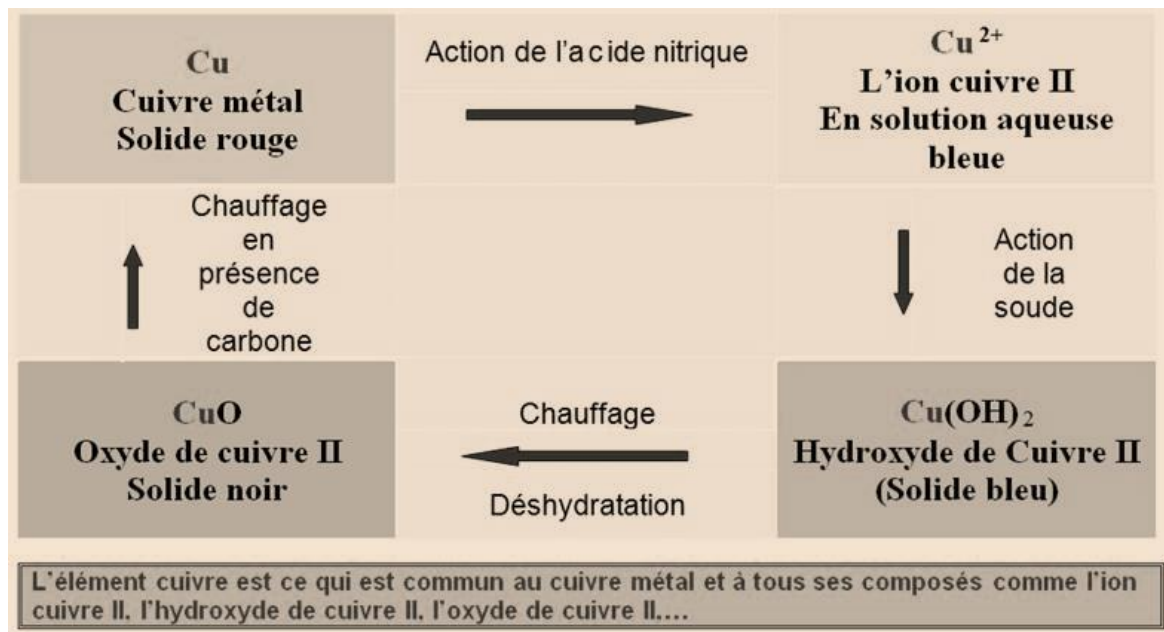 Cu
Cuivre métal
Solide rouge
Action de l'acide nitrique
Cu²⁺
L'ion cuivre II
En solution aqueuse
bleue
Chauffage
en
présence
de
carbone
Action
de la
soude
CuO
Oxyde de cuivre II
Solide noir
Chauffage
Déshydratation
Cu(OH)₂
Hydroxyde de Cuivre II
(Solide bleu)
L'élément cuivre est ce qui est commun au cuivre métal et à tous ses composés comme l'ion
cuivre II, l'hydroxyde de cuivre II, l'oxyde de cuivre II,...